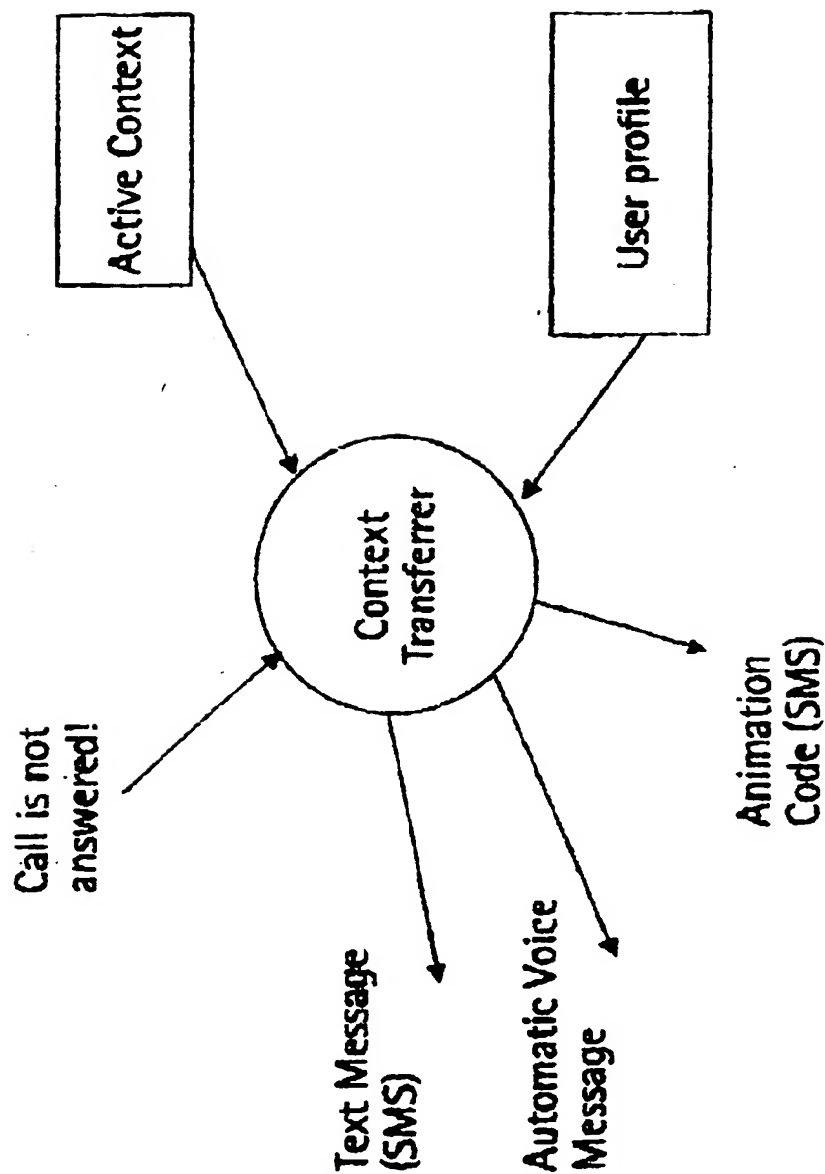 Call is not
answered!
Active Context
Context
Transferrer
User profile
Text Message
(SMS)
Automatic Voice
Message
Animation
Code (SMS)